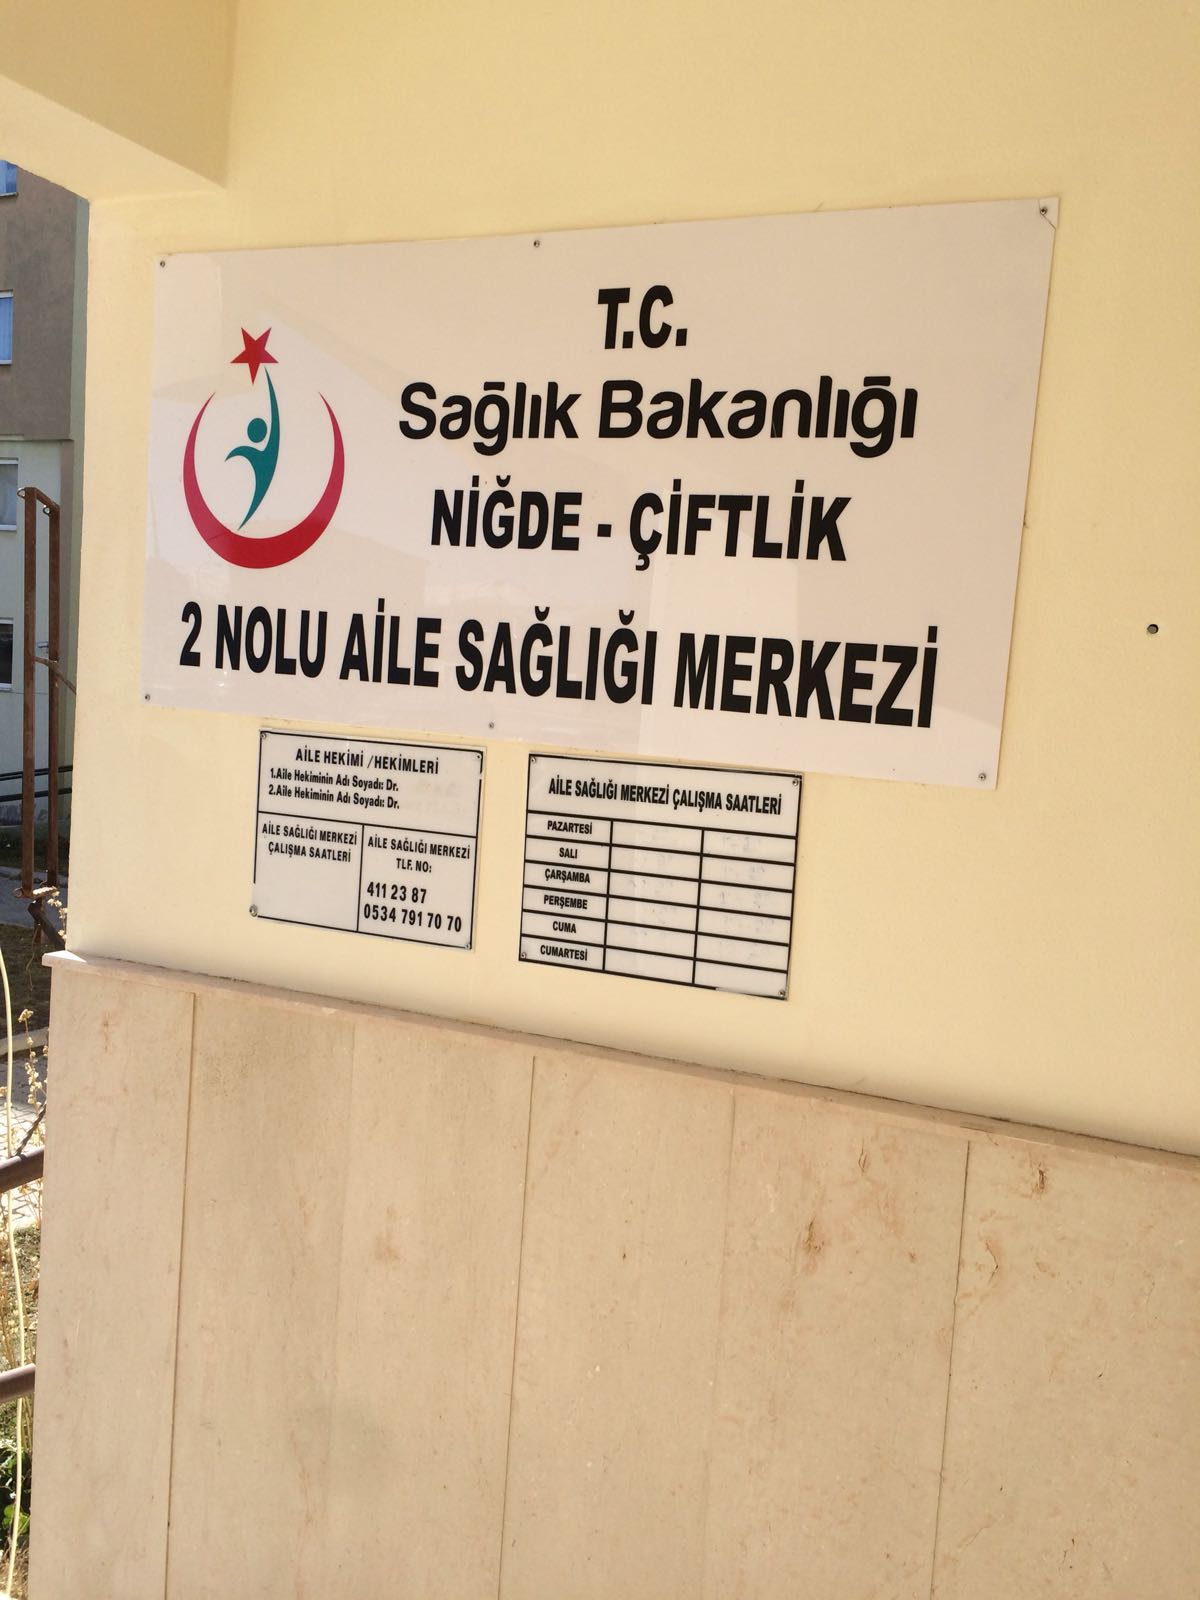 T.C.
Sağlık Bakanlığı
NİĞDE - ÇİFTLİK
2 NOLU AİLE SAĞLIĞI MERKEZİ
AİLE HEKİMİ /HEKİMLERİ
1.Aile Hekiminin Adı Soyadı: Dr.
2.Aile Hekiminin Adı Soyadı: Dr.
AİLE SAĞLIĞI MERKEZİ
ÇALIŞMA SAATLERİ
AİLE SAĞLIĞI MERKEZİ
TLF. NO:
411 23 87
0534 791 70 70
AİLE SAĞLIĞI MERKEZİ ÇALIŞMA SAATLERİ
PAZARTESİ
SALI
ÇARŞAMBA
PERŞEMBE
CUMA
CUMARTESİ